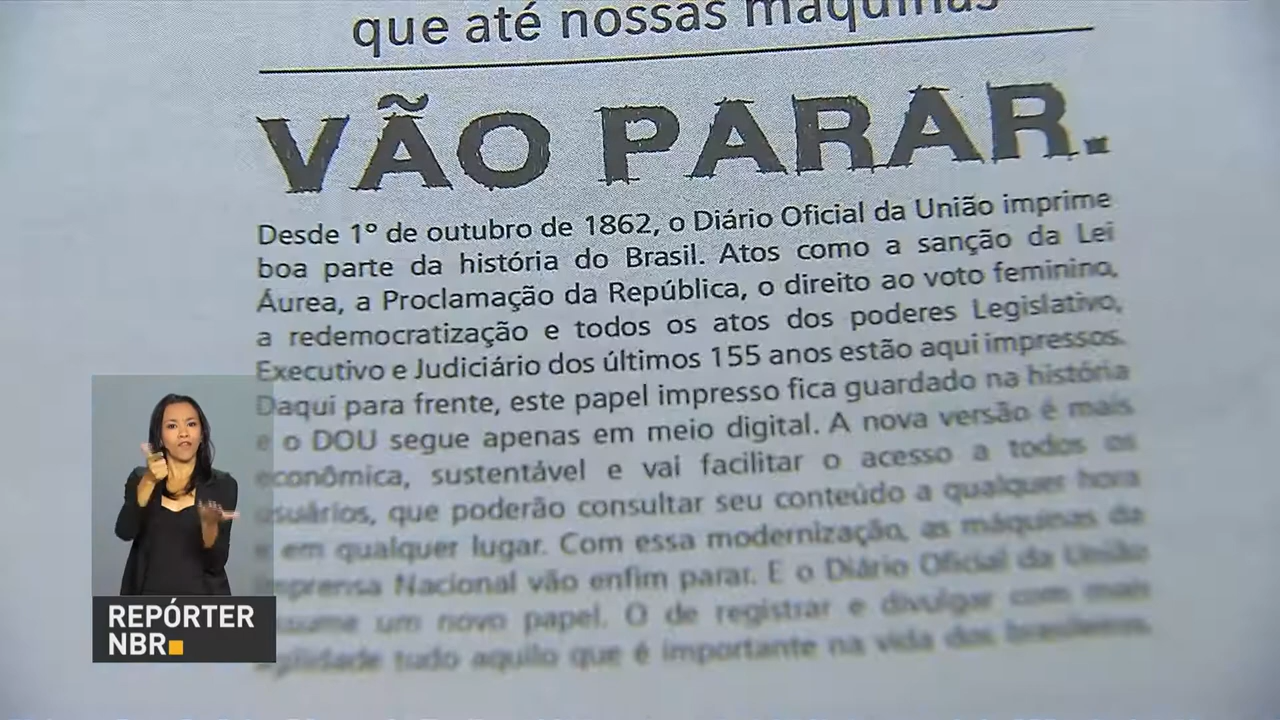 que até nossas máquinas
VÃO PARAR.
Desde 1º de outubro de 1862, o Diário Oficial da União imprime
boa parte da história do Brasil. Atos como a sanção da Lei
Áurea, a Proclamação da República, o direito ao voto feminino,
a redemocratização e todos os atos dos poderes Legislativo,
Executivo e Judiciário dos últimos 155 anos estão aqui impressos.
Daqui para frente, este papel impresso fica guardado na história
e o DOU segue apenas em meio digital. A nova versão é mais
econômica, sustentável e vai facilitar o acesso a todos os
usuários, que poderão consultar seu conteúdo a qualquer hora
e em qualquer lugar. Com essa modernização, as máquinas da
Imprensa Nacional vão enfim parar. E o Diário Oficial da União
assume um novo papel. O de registrar e divulgar com mais
agilidade tudo aquilo que é importante na vida dos brasileiros.
REPÓRTER
NBR